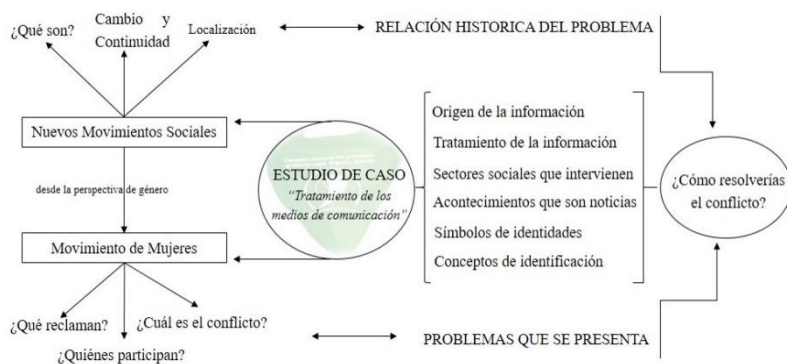 ¿Qué son?
Cambio y
Continuidad
Localización
RELACIÓN HISTORICA DEL PROBLEMA
Nuevos Movimientos Sociales
desde la perspectiva de género
Movimiento de Mujeres
¿Qué reclaman?
¿Cuál es el conflicto?
¿Quiénes participan?
ESTUDIO DE CASO
"Tratamiento de los
medios de comunicación"
Origen de la información
Tratamiento de la información
Sectores sociales que intervienen
Acontecimientos que son noticias
Símbolos de identidades
Conceptos de identificación
¿Cómo resolverías
el conflicto?
PROBLEMAS QUE SE PRESENTA